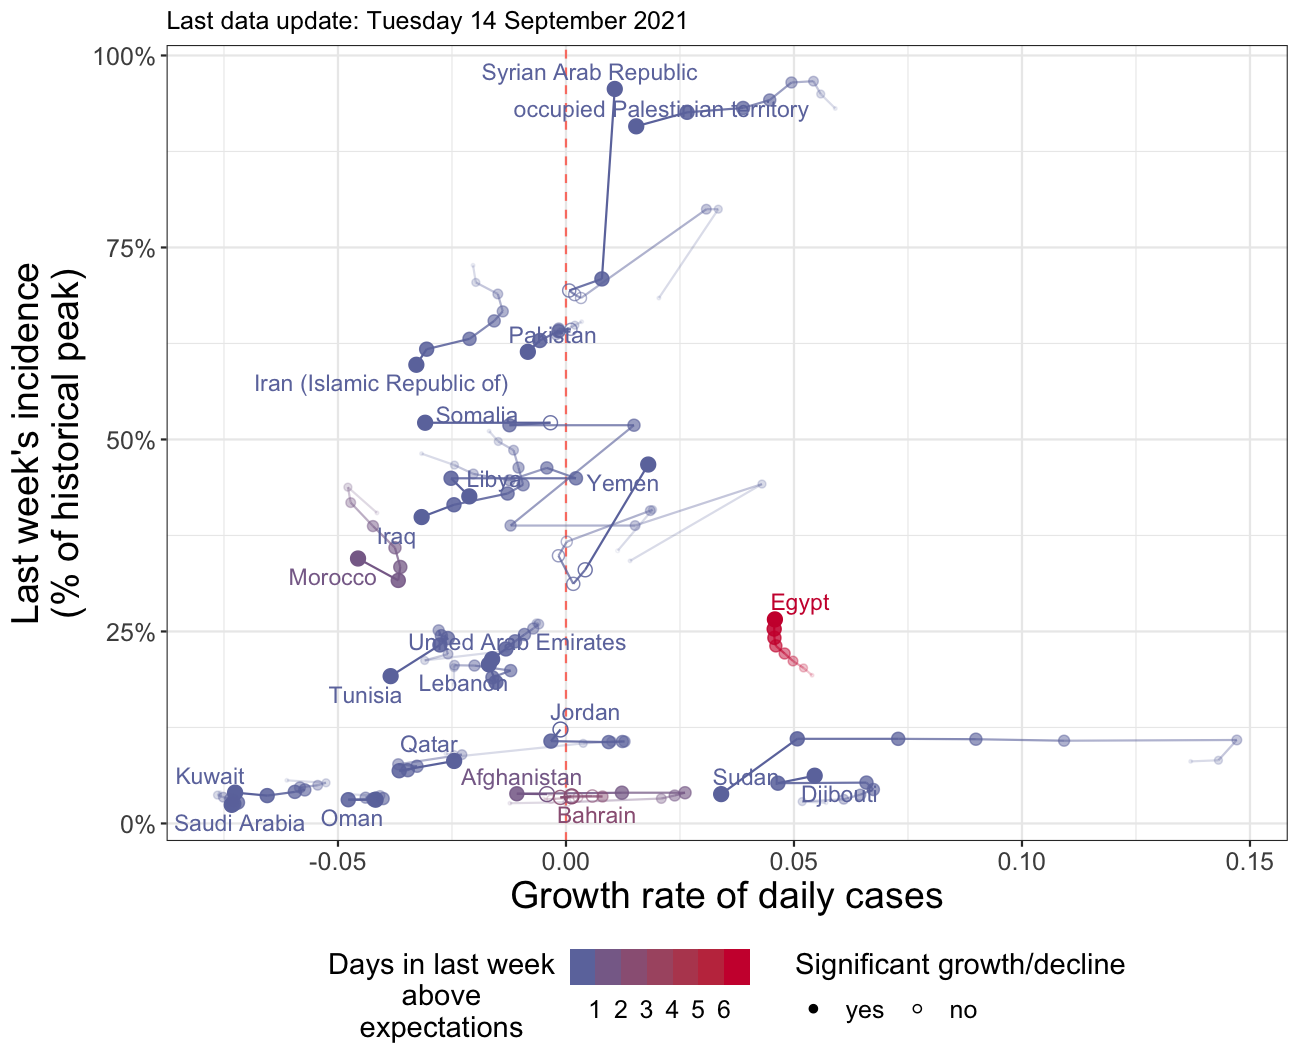 Last data update: Tuesday 14 September 2021
Last week's incidence
(% of historical peak)
100%
75%
50%
25%
0%
Syrian Arab Republic
occupied Palestinian territory
Pakistan
Iran (Islamic Republic of)
Somalia
Libya
Yemen
Iraq
Morocco
Egypt
United Arab Emirates
Lebanon
Tunisia
Jordan
Qatar
Kuwait
Afghanistan
Sudan
Djibouti
Saudi Arabia
Oman
Bahrain
-0.05
0.00
0.05
0.10
0.15
Growth rate of daily cases
Days in last week
above
expectations
1 2 3 4 5 6
Significant growth/decline
yes
no